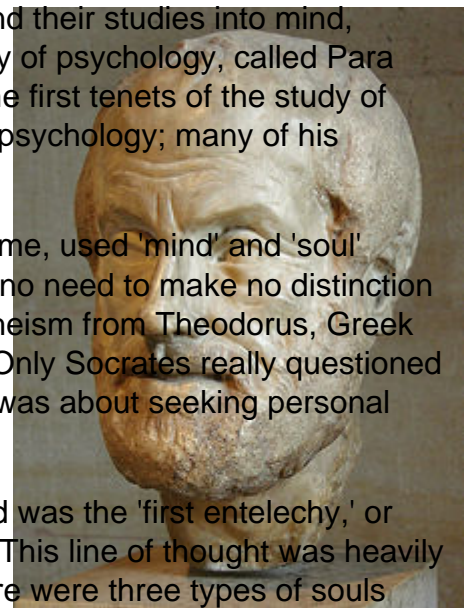 nd their studies into mind,
y of psychology, called Para
e first tenets of the study of
psychology; many of his
me, used 'mind' and 'soul'
no need to make no distinction
heism from Theodorus, Greek
Only Socrates really questioned
was about seeking personal
d was the 'first entelechy,' or
This line of thought was heavily
re were three types of souls